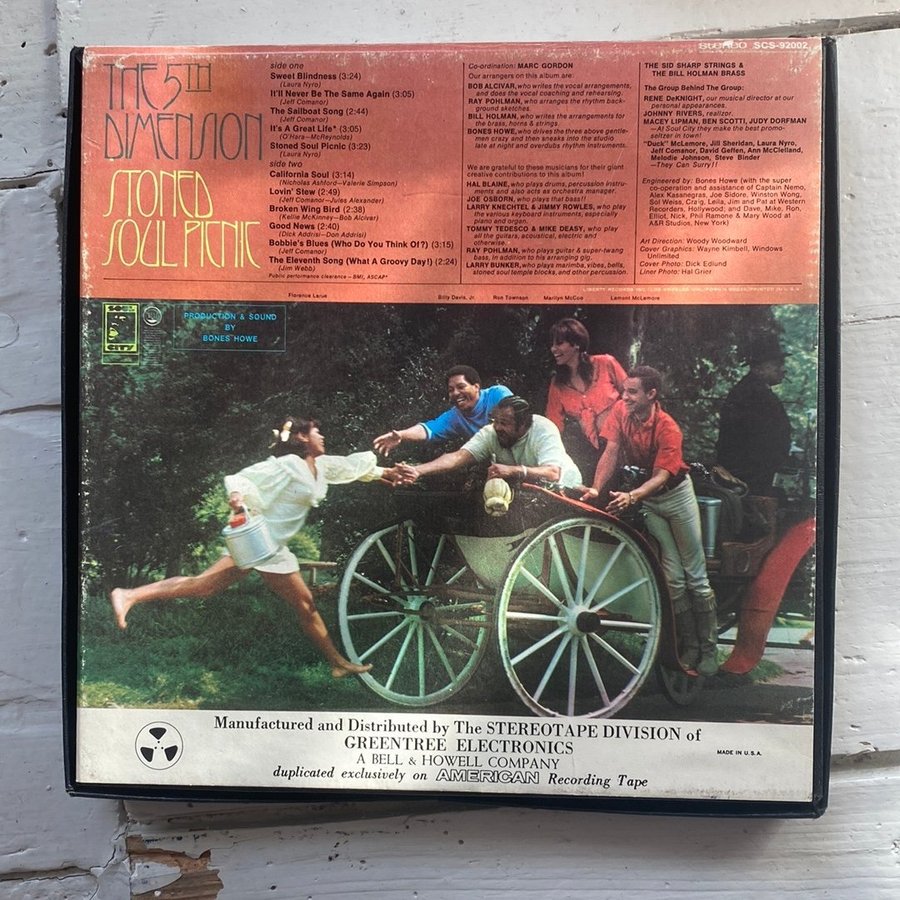 Stereo SCS-92002
THE 5TH
DIMENSION
STONED
SOUL PICNIC
side one
Sweet Blindness (3:24)
(Laura Nyro)
It'll Never Be The Same Again (3:05)
(Jeff Comanor)
The Sailboat Song (2:44)
(Jeff Comanor)
It's A Great Life* (3:05)
(O'Hara—McReynolds)
Stoned Soul Picnic (3:23)
(Laura Nyro)
side two
California Soul (3:14)
(Nicholas Ashford—Valerie Simpson)
Lovin' Stew (2:49)
(Jeff Comanor—Jules Alexander)
Broken Wing Bird (2:38)
(Kellie McKinney—Bob Alcivar)
Good News (2:40)
(Dick Addrisi—Don Addrisi)
Bobbie's Blues (Who Do You Think Of?) (3:15)
(Jeff Comanor)
The Eleventh Song (What A Groovy Day!) (2:24)
(Jim Webb)
Public performance clearance—BMI, ASCAP*
Co-ordination: MARC GORDON
Our arrangers on this album are:
BOB ALCIVAR, who writes the vocal arrangements,
and does the vocal coaching and rehearsing.
RAY POHLMAN, who arranges the rhythm back-
ground sketches.
BILL HOLMAN, who writes the arrangements for
the brass, horns & strings.
BONES HOWE, who drives the three above gentle-
men crazy and then sneaks into the studio
late at night and overdubs rhythm instruments.
We are grateful to these musicians for their giant
creative contributions to this album!
HAL BLAINE, who plays drums, percussion instru-
ments and also acts as orchestra manager.
JOE OSBORN, who plays that bass!!
LARRY KNECHTEL & JIMMY ROWLES, who play
the various keyboard instruments, especially
piano and organ.
TOMMY TEDESCO & MIKE DEASY, who play
all the guitars, acoustical, electric and
otherwise.
RAY POHLMAN, who plays guitar & super-twang
bass, in addition to his arranging gig.
LARRY BUNKER, who plays marimba, vibes, bells,
stoned soul temple blocks, and other percussion.
THE SID SHARP STRINGS &
THE BILL HOLMAN BRASS
The Group Behind The Group:
RENE DeKNIGHT, our musical director at our
personal appearances.
JOHNNY RIVERS, realizor.
MACEY LIPMAN, BEN SCOTTI, JUDY DORFMAN
—At Soul City they make the best promo-
seltzer in town!
"Duck" McLemore, Jill Sheridan, Laura Nyro,
Jeff Comanor, David Geffen, Ann McClelland,
Melodie Johnson, Steve Binder
—They Can Surry!!
Engineered by: Bones Howe (with the super
co-operation and assistance of Captain Nemo,
Alex Kasanegras, Joe Sidore, Winston Wong,
Sol Weiss, Craig, Leila, Jim and Pat at Western
Recorders, Hollywood; and Dave, Mike, Ron,
Elliot, Nick, Phil Ramone & Mary Wood at
A&R Studios, New York)
Art Direction: Woody Woodward
Cover Graphics: Wayne Kimbell, Windows
Unlimited
Cover Photo: Dick Edlund
Liner Photo: Hal Grier
Florence Larue Billy Davis, Jr. Ron Townson Marilyn McCoo Lamont McLemore
SOUL
CITY
PRODUCTION & SOUND
BY
BONES HOWE
Manufactured and Distributed by The STEREOTAPE DIVISION of
GREENTREE ELECTRONICS
A BELL & HOWELL COMPANY
duplicated exclusively on AMERICAN Recording Tape
MADE IN U.S.A.